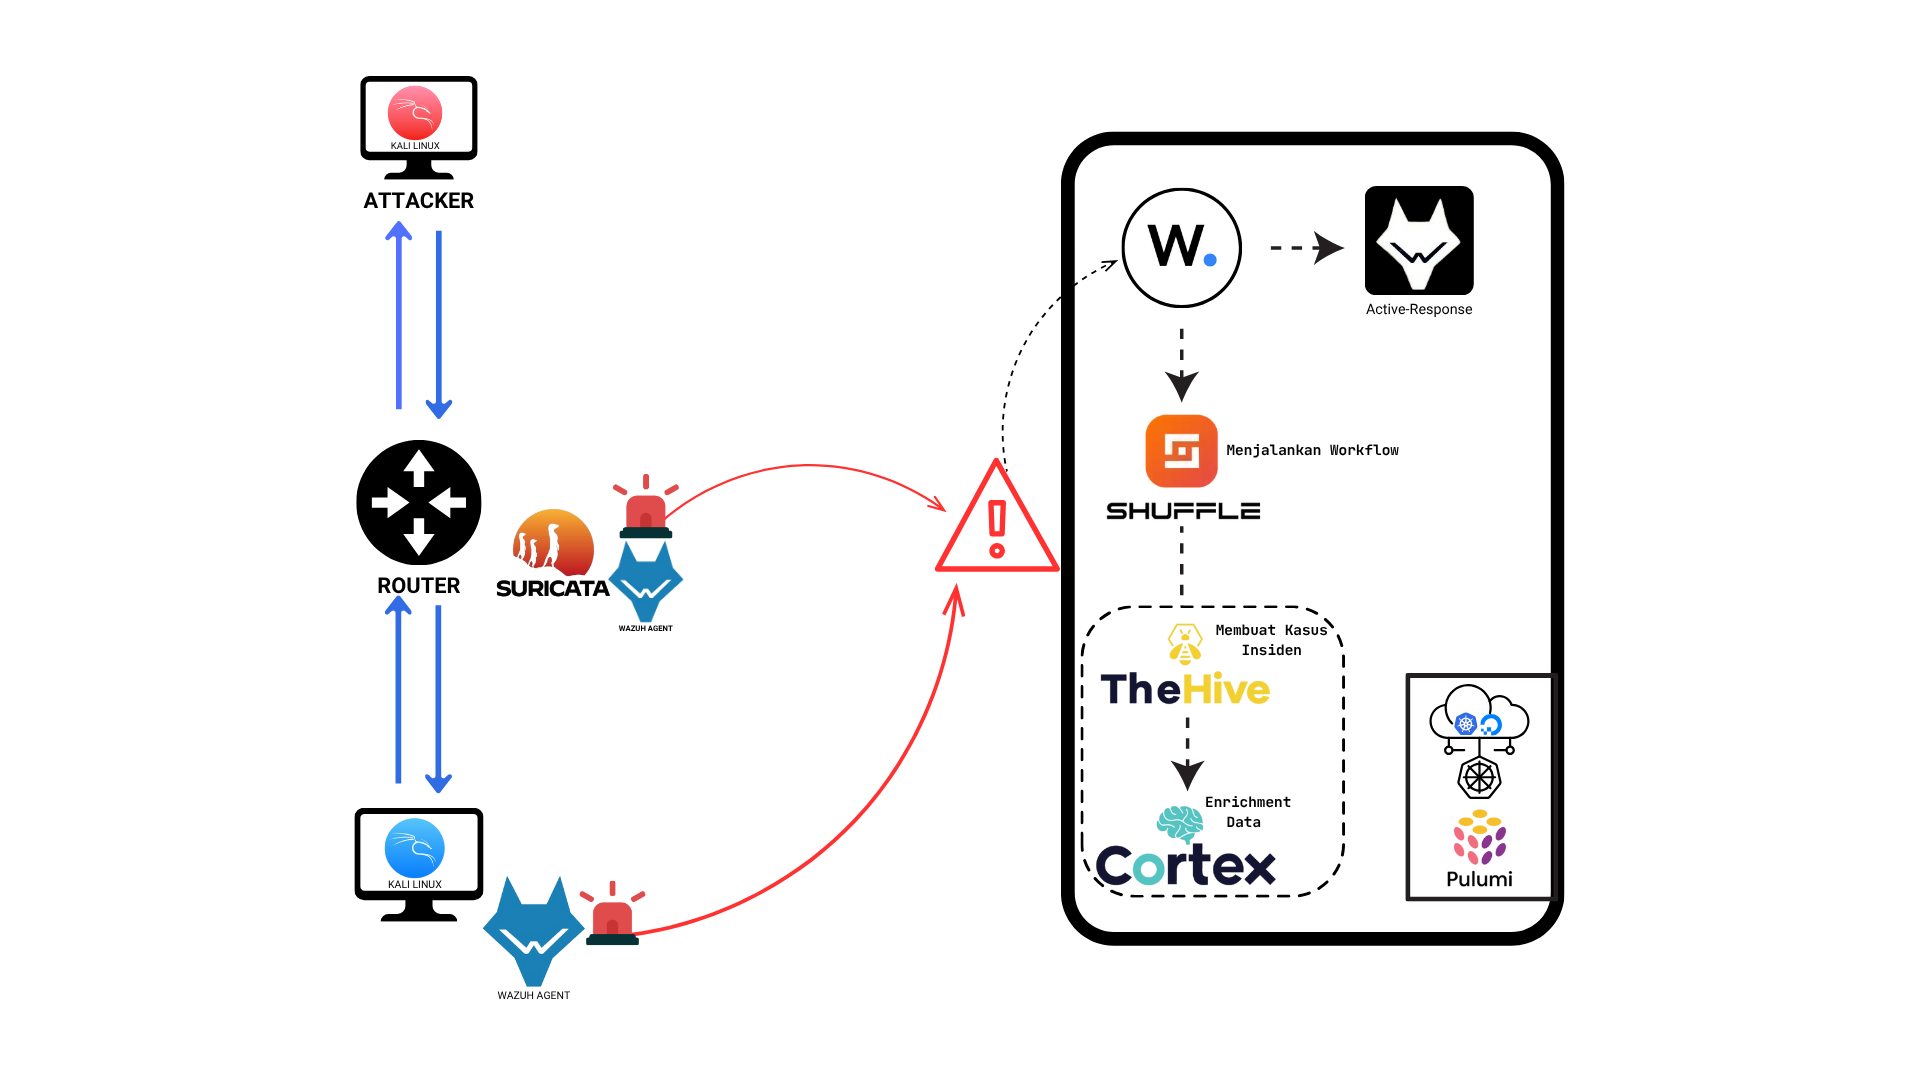 KALI LINUX
ATTACKER
ROUTER
SURICATA
WAZUH AGENT
KALI LINUX
WAZUH AGENT
W.
Active-Response
Menjalankan Workflow
SHUFFLE
Membuat Kasus
Insiden
TheHive
Enrichment
Data
Cortex
Pulumi